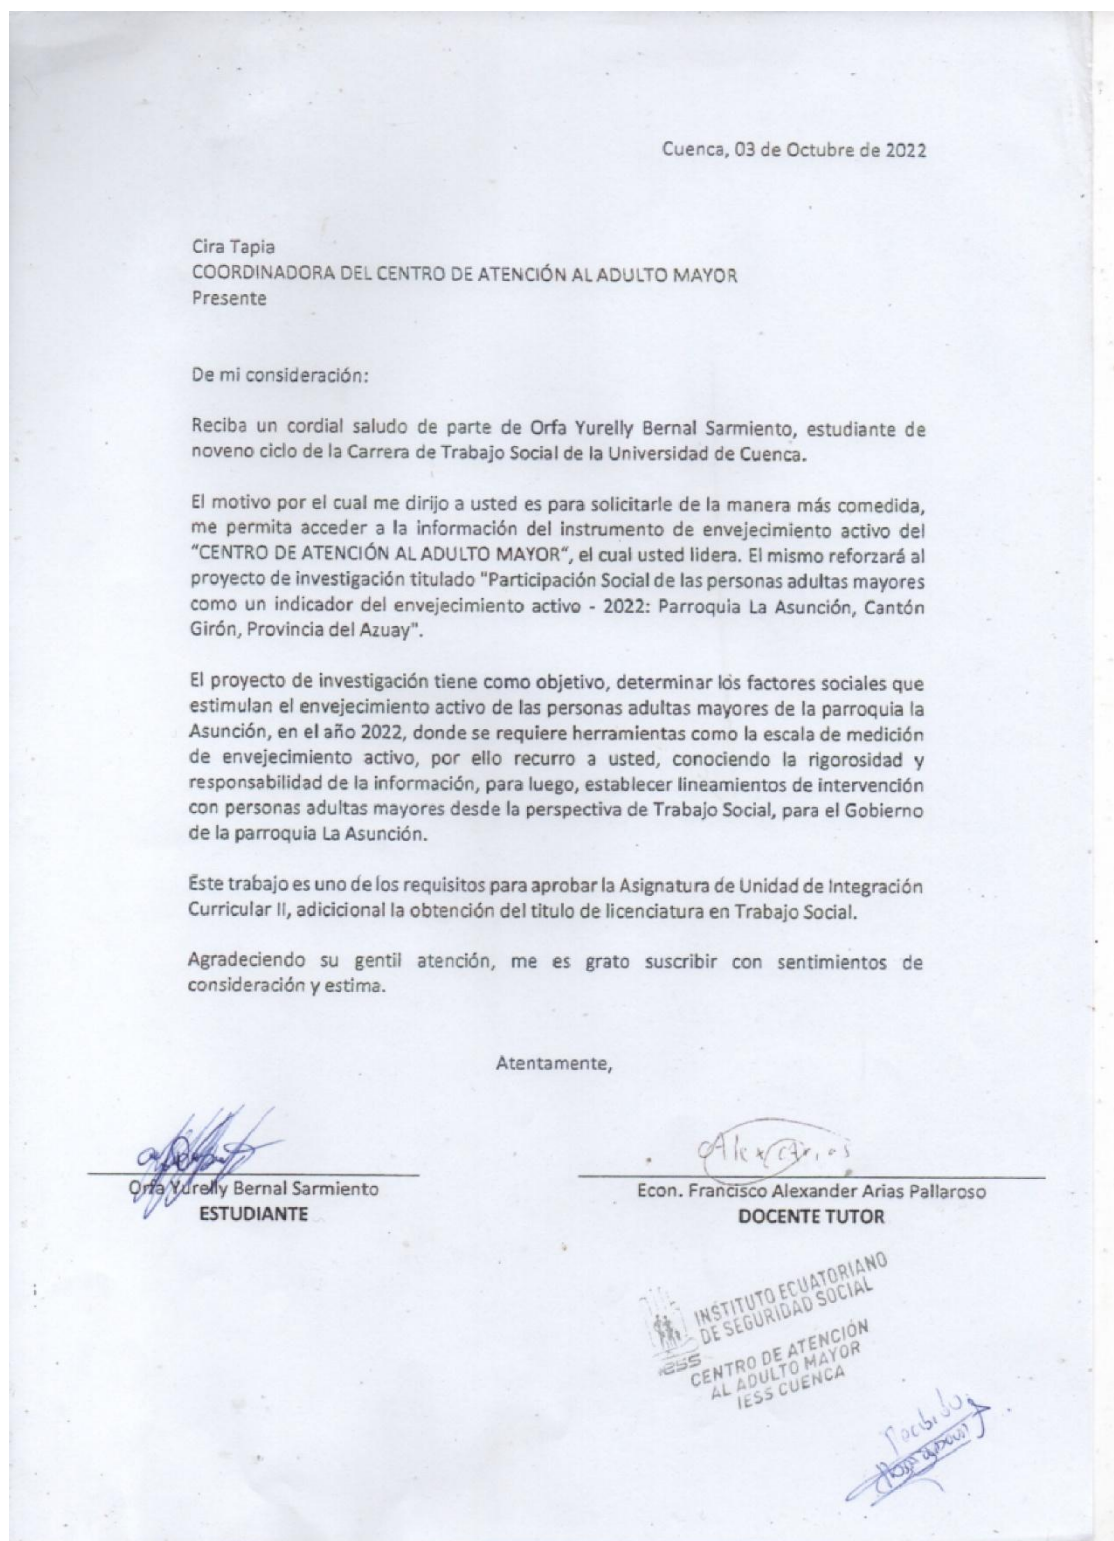 Cuenca, 03 de Octubre de 2022
Cira Tapia
COORDINADORA DEL CENTRO DE ATENCIÓN AL ADULTO MAYOR
Presente
De mi consideración:
Reciba un cordial saludo de parte de Orfa Yurelly Bernal Sarmiento, estudiante de
noveno ciclo de la Carrera de Trabajo Social de la Universidad de Cuenca.
El motivo por el cual me dirijo a usted es para solicitarle de la manera más comedida,
me permita acceder a la información del instrumento de envejecimiento activo del
"CENTRO DE ATENCIÓN AL ADULTO MAYOR", el cual usted lidera. El mismo reforzará al
proyecto de investigación titulado "Participación Social de las personas adultas mayores
como un indicador del envejecimiento activo - 2022: Parroquia La Asunción, Cantón
Girón, Provincia del Azuay".
El proyecto de investigación tiene como objetivo, determinar los factores sociales que
estimulan el envejecimiento activo de las personas adultas mayores de la parroquia la
Asunción, en el año 2022, donde se requiere herramientas como la escala de medición
de envejecimiento activo, por ello recurro a usted, conociendo la rigorosidad y
responsabilidad de la información, para luego, establecer lineamientos de intervención
con personas adultas mayores desde la perspectiva de Trabajo Social, para el Gobierno
de la parroquia La Asunción.
Este trabajo es uno de los requisitos para aprobar la Asignatura de Unidad de Integración
Curricular II, adicicional la obtención del titulo de licenciatura en Trabajo Social.
Agradeciendo su gentil atención, me es grato suscribir con sentimientos de
consideración y estima.
Atentamente,
Orfa Yurelly Bernal Sarmiento
ESTUDIANTE
Alex Arias
Econ. Francisco Alexander Arias Pallaroso
DOCENTE TUTOR
INSTITUTO ECUATORIANO
DE SEGURIDAD SOCIAL
iess
CENTRO DE ATENCIÓN
AL ADULTO MAYOR
IESS CUENCA
Recibido